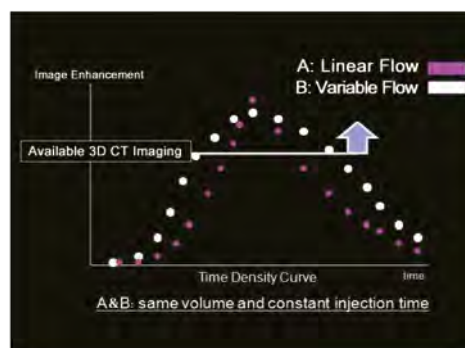 Image Enhancement
A: Linear Flow
B: Variable Flow
Available 3D CT Imaging
Time Density Curve
time
A&B: same volume and constant injection time